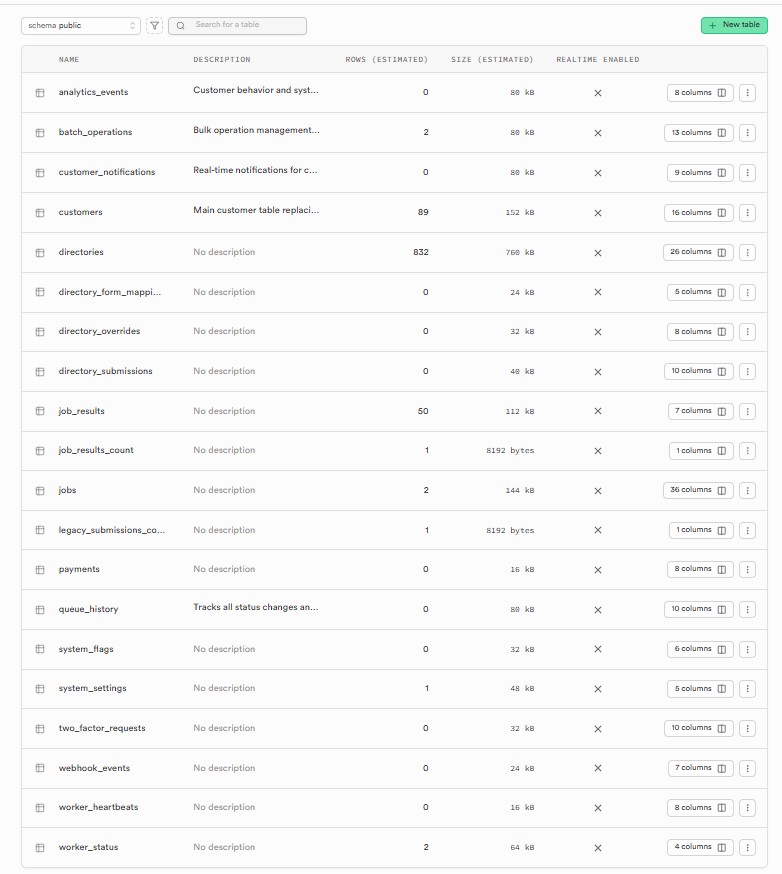 schema public
Search for a table
New table
NAME DESCRIPTION ROWS (ESTIMATED) SIZE (ESTIMATED) REALTIME ENABLED
analytics_events Customer behavior and syst... 0 80 kB 8 columns
batch_operations Bulk operation management... 2 80 kB 13 columns
customer_notifications Real-time notifications for c... 0 80 kB 9 columns
customers Main customer table replaci... 89 152 kB 16 columns
directories No description 832 760 kB 26 columns
directory_form_mappi... No description 0 24 kB 5 columns
directory_overrides No description 0 32 kB 8 columns
directory_submissions No description 0 40 kB 10 columns
job_results No description 50 112 kB 7 columns
job_results_count No description 1 8192 bytes 1 columns
jobs No description 2 144 kB 36 columns
legacy_submissions_co... No description 1 8192 bytes 1 columns
payments No description 0 16 kB 8 columns
queue_history Tracks all status changes an... 0 80 kB 10 columns
system_flags No description 0 32 kB 6 columns
system_settings No description 1 48 kB 5 columns
two_factor_requests No description 0 32 kB 10 columns
webhook_events No description 0 24 kB 7 columns
worker_heartbeats No description 0 16 kB 8 columns
worker_status No description 2 64 kB 4 columns